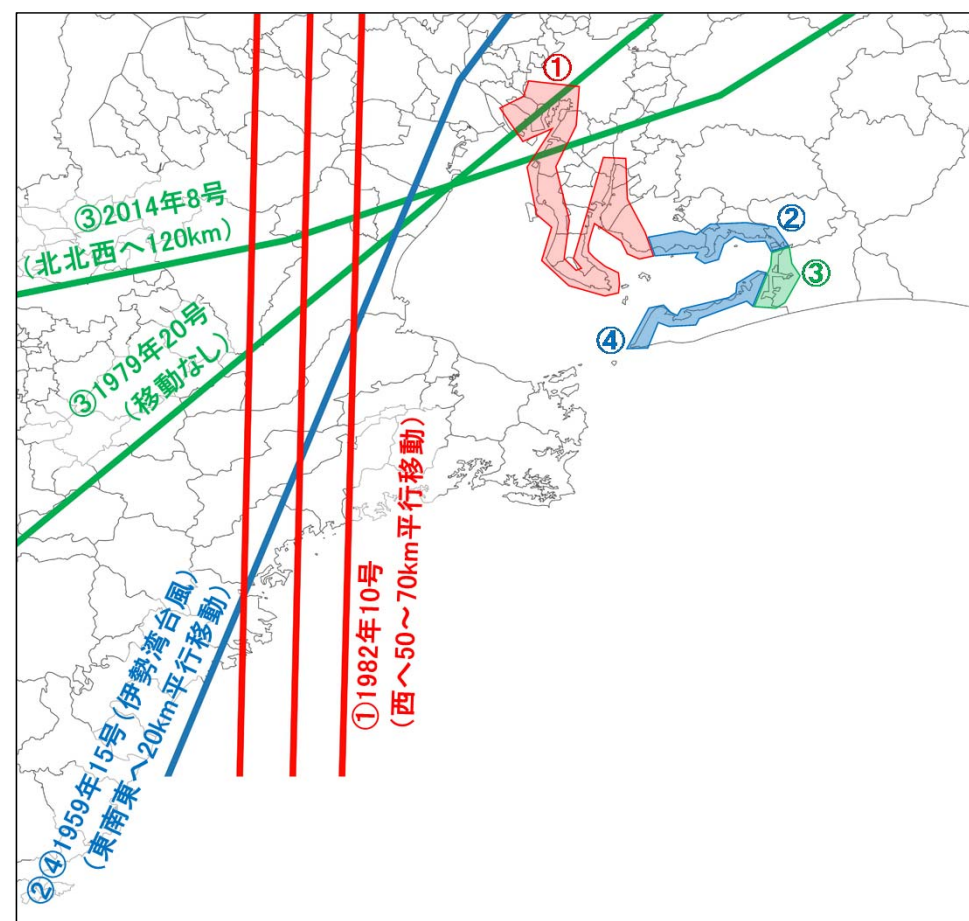 ①
②
③
④
③2014年8号
(北北西へ120km)
③1979年20号
(移動なし)
①1982年10号
(西へ50～70km平行移動)
②④1959年15号(伊勢湾台風)
(東南東へ20km平行移動)